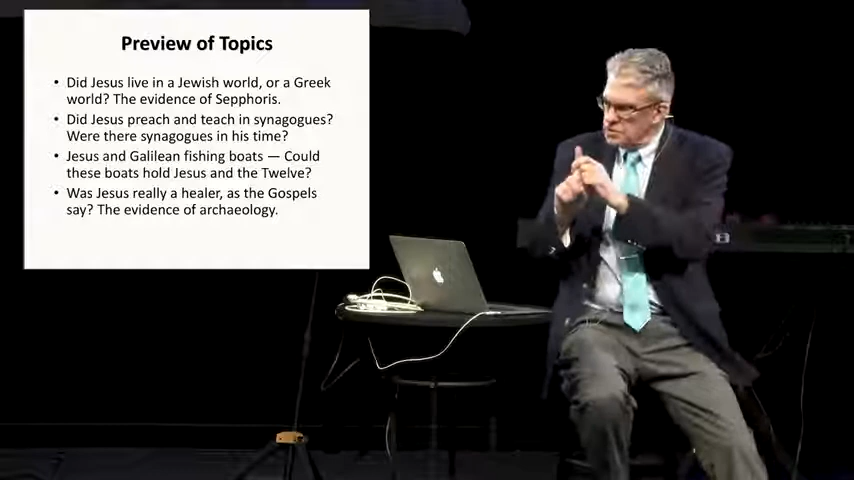 Preview of Topics
• Did Jesus live in a Jewish world, or a Greek
world? The evidence of Sepphoris.
• Did Jesus preach and teach in synagogues?
Were there synagogues in his time?
• Jesus and Galilean fishing boats — Could
these boats hold Jesus and the Twelve?
• Was Jesus really a healer, as the Gospels
say? The evidence of archaeology.